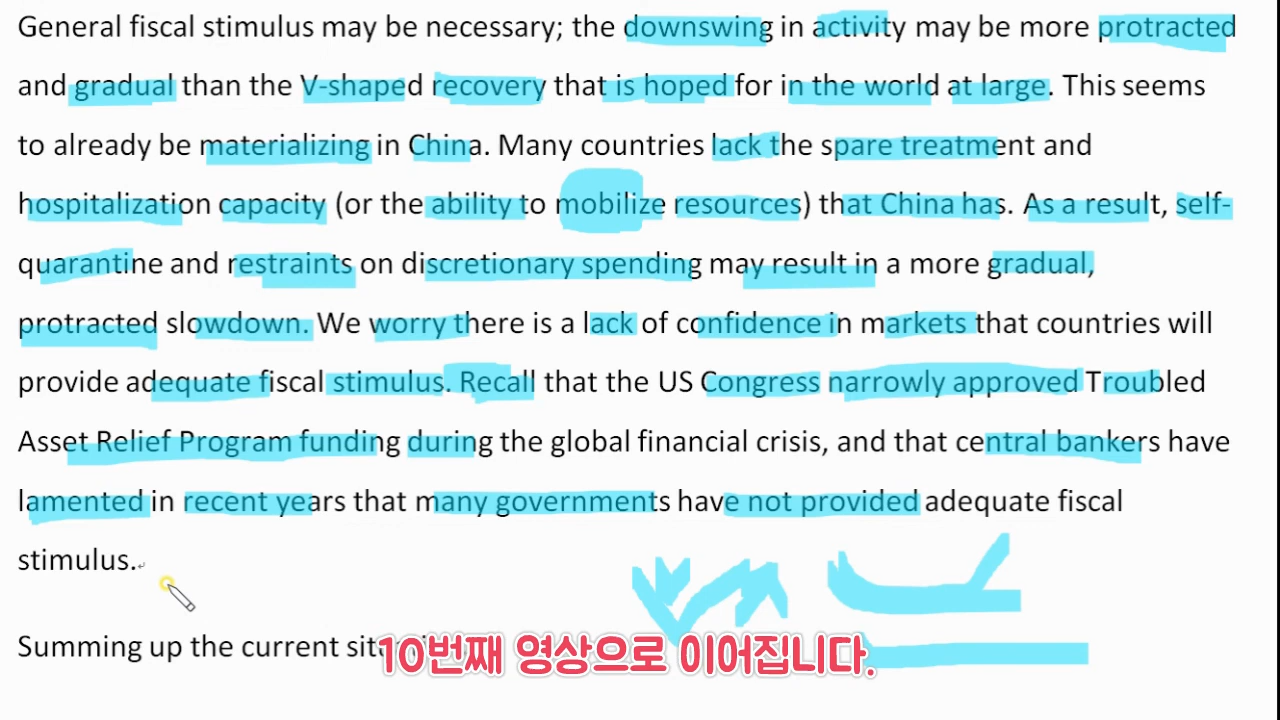 General fiscal stimulus may be necessary; the downswing in activity may be more protracted
and gradual than the V-shaped recovery that is hoped for in the world at large. This seems
to already be materializing in China. Many countries lack the spare treatment and
hospitalization capacity (or the ability to mobilize resources) that China has. As a result, self-
quarantine and restraints on discretionary spending may result in a more gradual,
protracted slowdown. We worry there is a lack of confidence in markets that countries will
provide adequate fiscal stimulus. Recall that the US Congress narrowly approved Troubled
Asset Relief Program funding during the global financial crisis, and that central bankers have
lamented in recent years that many governments have not provided adequate fiscal
stimulus.
Summing up the current
10번째 영상으로 이어집니다.